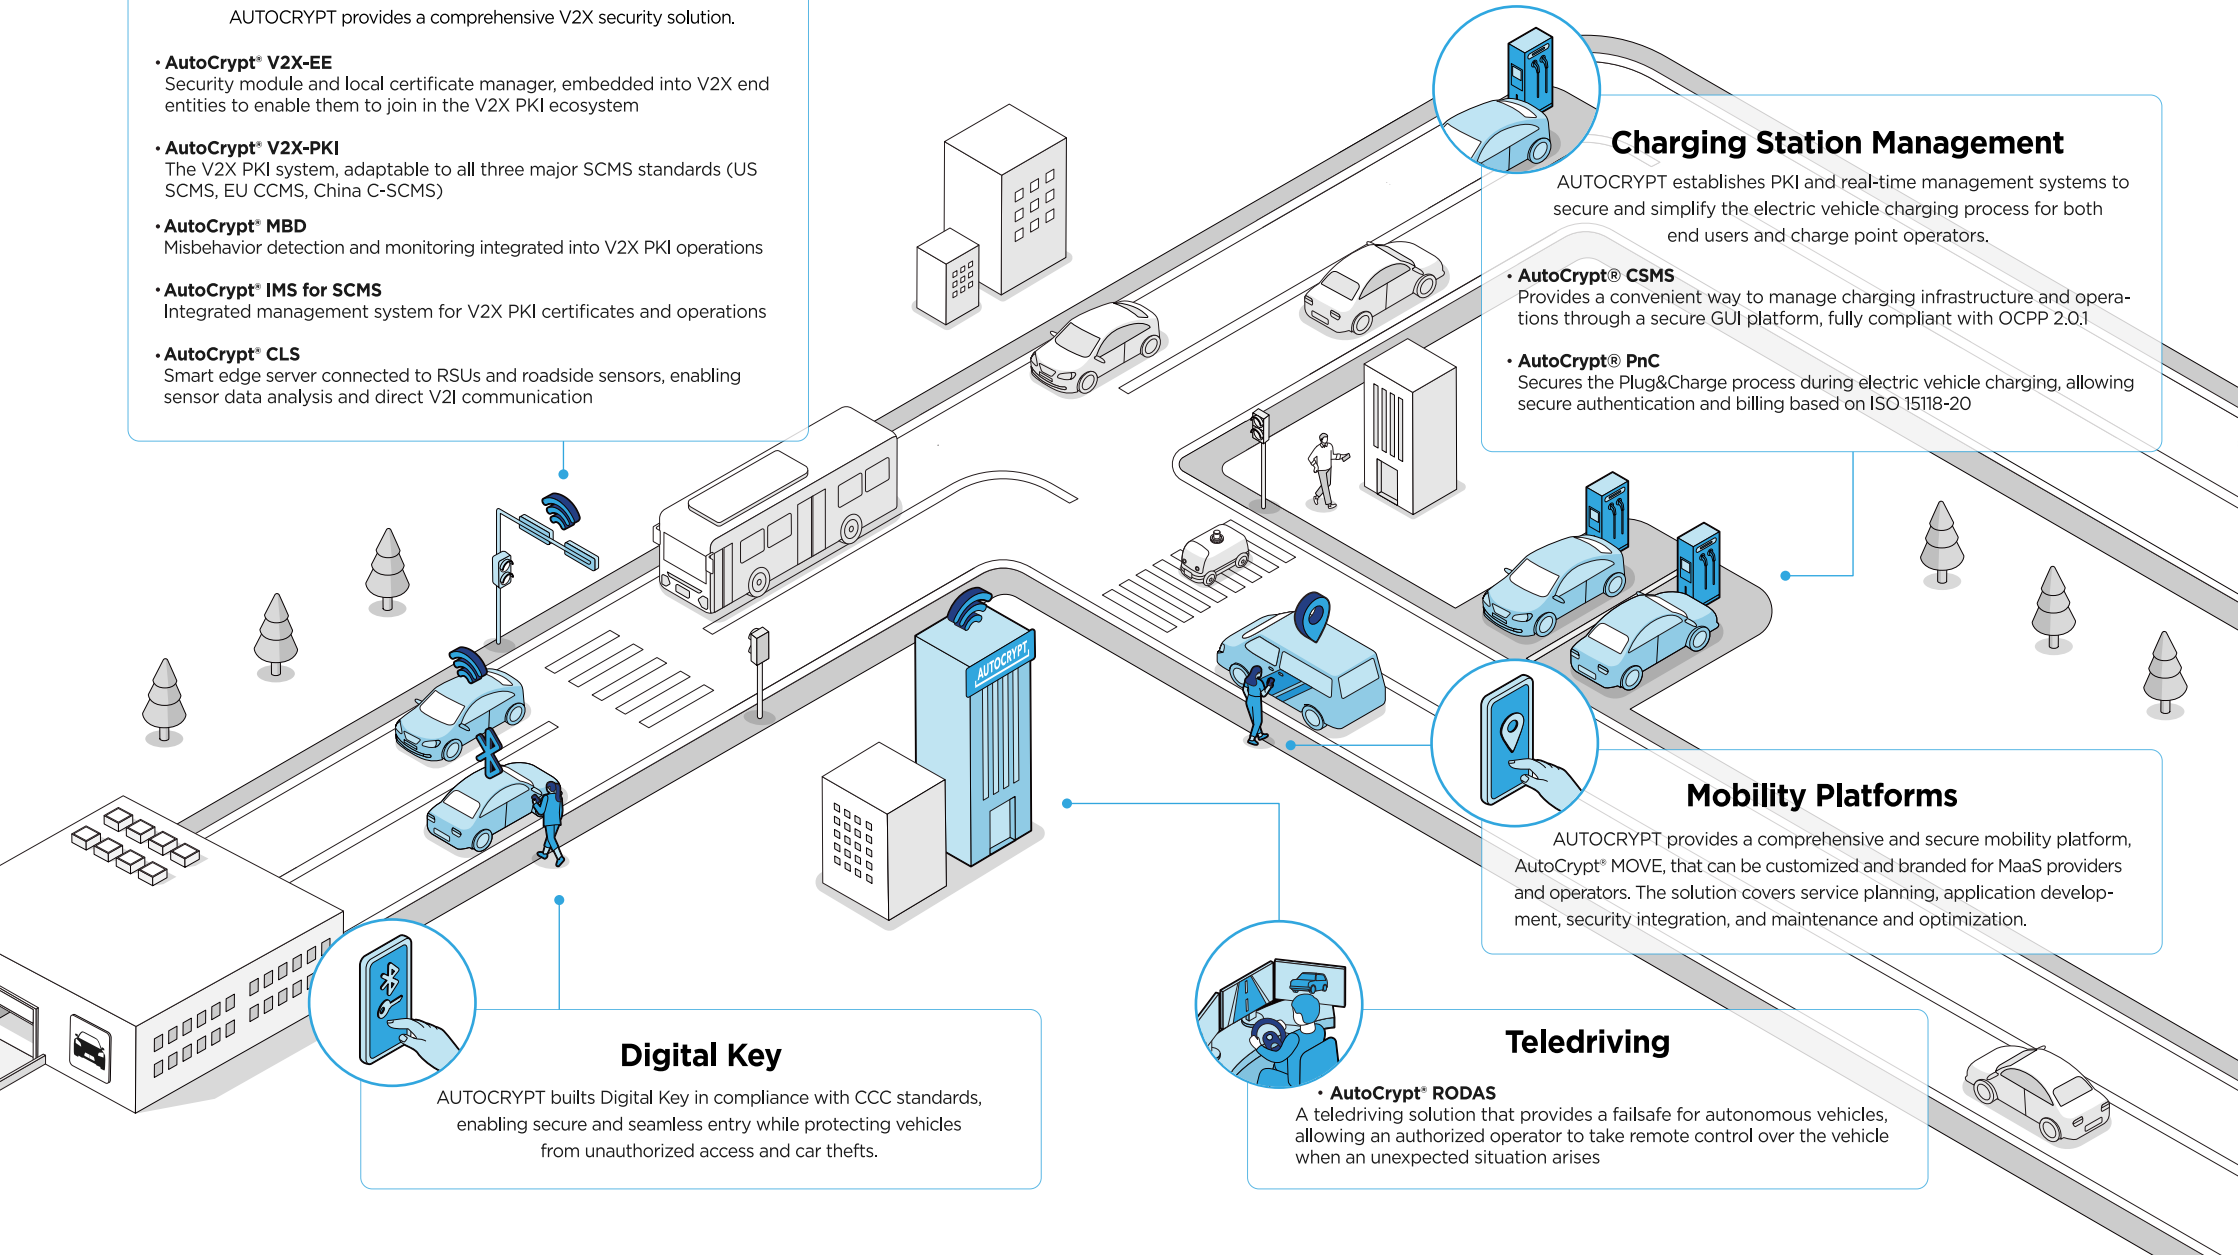 AUTOCRYPT provides a comprehensive V2X security solution.
• AutoCrypt® V2X-EE
Security module and local certificate manager, embedded into V2X end
entities to enable them to join in the V2X PKI ecosystem
• AutoCrypt® V2X-PKI
The V2X PKI system, adaptable to all three major SCMS standards (US
SCMS, EU CCMS, China C-SCMS)
• AutoCrypt® MBD
Misbehavior detection and monitoring integrated into V2X PKI operations
• AutoCrypt® IMS for SCMS
Integrated management system for V2X PKI certificates and operations
• AutoCrypt® CLS
Smart edge server connected to RSUs and roadside sensors, enabling
sensor data analysis and direct V2I communication
Charging Station Management
AUTOCRYPT establishes PKI and real-time management systems to
secure and simplify the electric vehicle charging process for both
end users and charge point operators.
• AutoCrypt® CSMS
Provides a convenient way to manage charging infrastructure and opera-
tions through a secure GUI platform, fully compliant with OCPP 2.0.1
• AutoCrypt® PnC
Secures the Plug&Charge process during electric vehicle charging, allowing
secure authentication and billing based on ISO 15118-20
AUTOCRYPT
Mobility Platforms
AUTOCRYPT provides a comprehensive and secure mobility platform,
AutoCrypt® MOVE, that can be customized and branded for MaaS providers
and operators. The solution covers service planning, application develop-
ment, security integration, and maintenance and optimization.
Digital Key
AUTOCRYPT builts Digital Key in compliance with CCC standards,
enabling secure and seamless entry while protecting vehicles
from unauthorized access and car thefts.
Teledriving
• AutoCrypt® RODAS
A teledriving solution that provides a failsafe for autonomous vehicles,
allowing an authorized operator to take remote control over the vehicle
when an unexpected situation arises